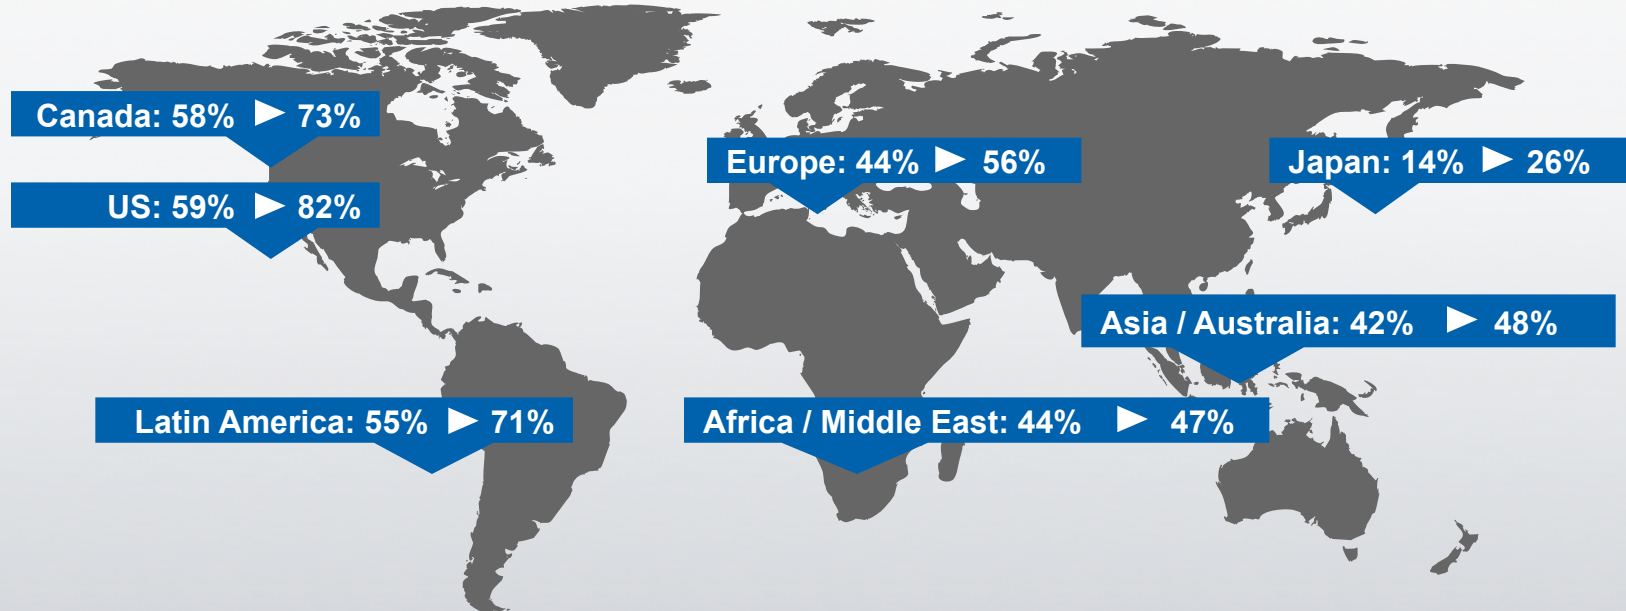 Canada: 58% ► 73%
US: 59% ► 82%
Europe: 44% ► 56%
Japan: 14% ► 26%
Asia / Australia: 42% ► 48%
Latin America: 55% ► 71%
Africa / Middle East: 44% ► 47%